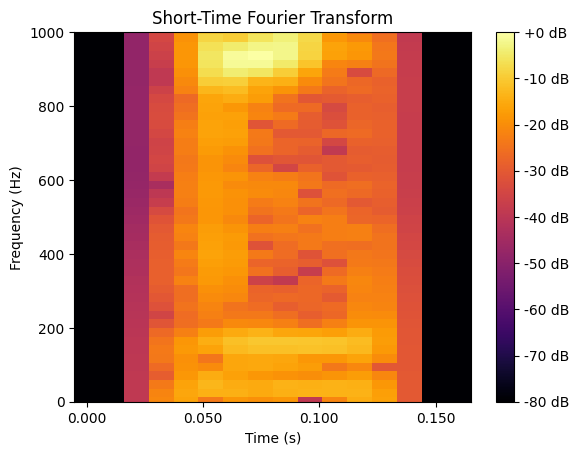 Short-Time Fourier Transform
1000
800
600
400
200
0
Frequency (Hz)
0.000
0.050
0.100
0.150
Time (s)
+0 dB
-10 dB
-20 dB
-30 dB
-40 dB
-50 dB
-60 dB
-70 dB
-80 dB